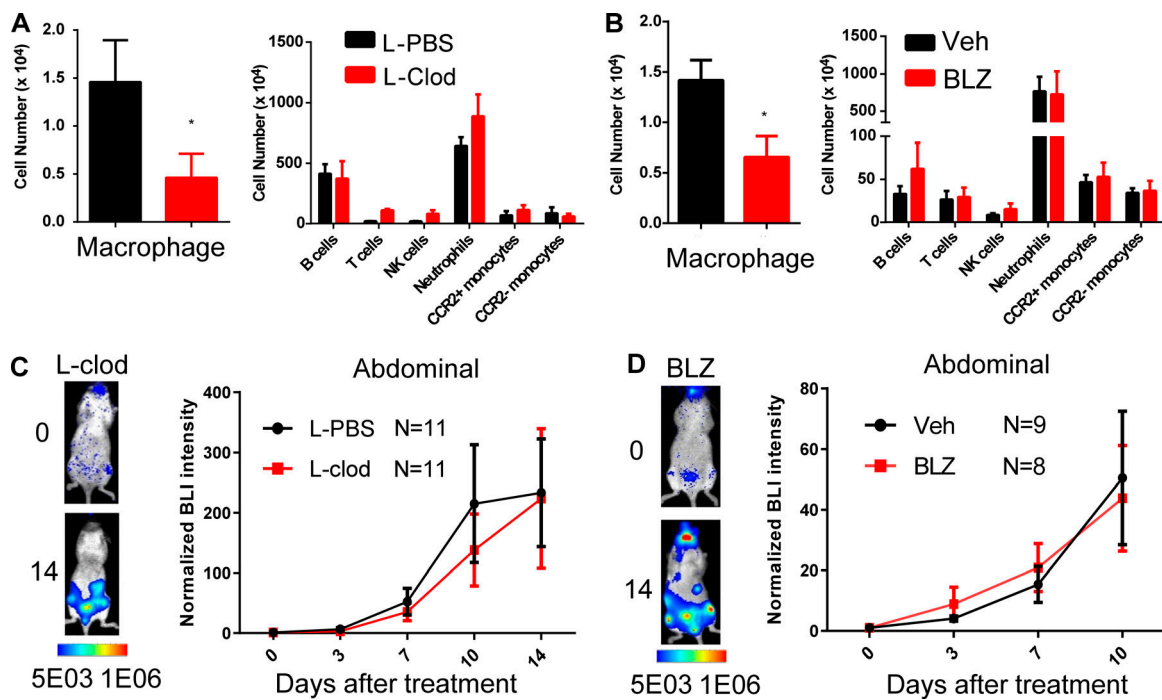 A
Cell Number (x 10⁴)
2.0
1.5
1.0
0.5
0.0
*
Macrophage
Cell Number (x 10⁴)
1500
1000
500
0
L-PBS
L-Clod
B cells
T cells
NK cells
Neutrophils
CCR2+ monocytes
CCR2- monocytes
B
Cell Number (x 10⁴)
2.0
1.5
1.0
0.5
0.0
*
Macrophage
Cell Number (x 10⁴)
1000
750
500
50
0
Veh
BLZ
B cells
T cells
NK cells
Neutrophils
CCR2+ monocytes
CCR2- monocytes
C
L-clod
0
14
5E03 1E06
Abdominal
Normalized BLI intensity
400
300
200
100
0
L-PBS N=11
L-clod N=11
0 3 7 10 14
Days after treatment
D
BLZ
0
14
5E03 1E06
Abdominal
Normalized BLI intensity
80
60
40
20
0
Veh N=9
BLZ N=8
0 3 7 10
Days after treatment